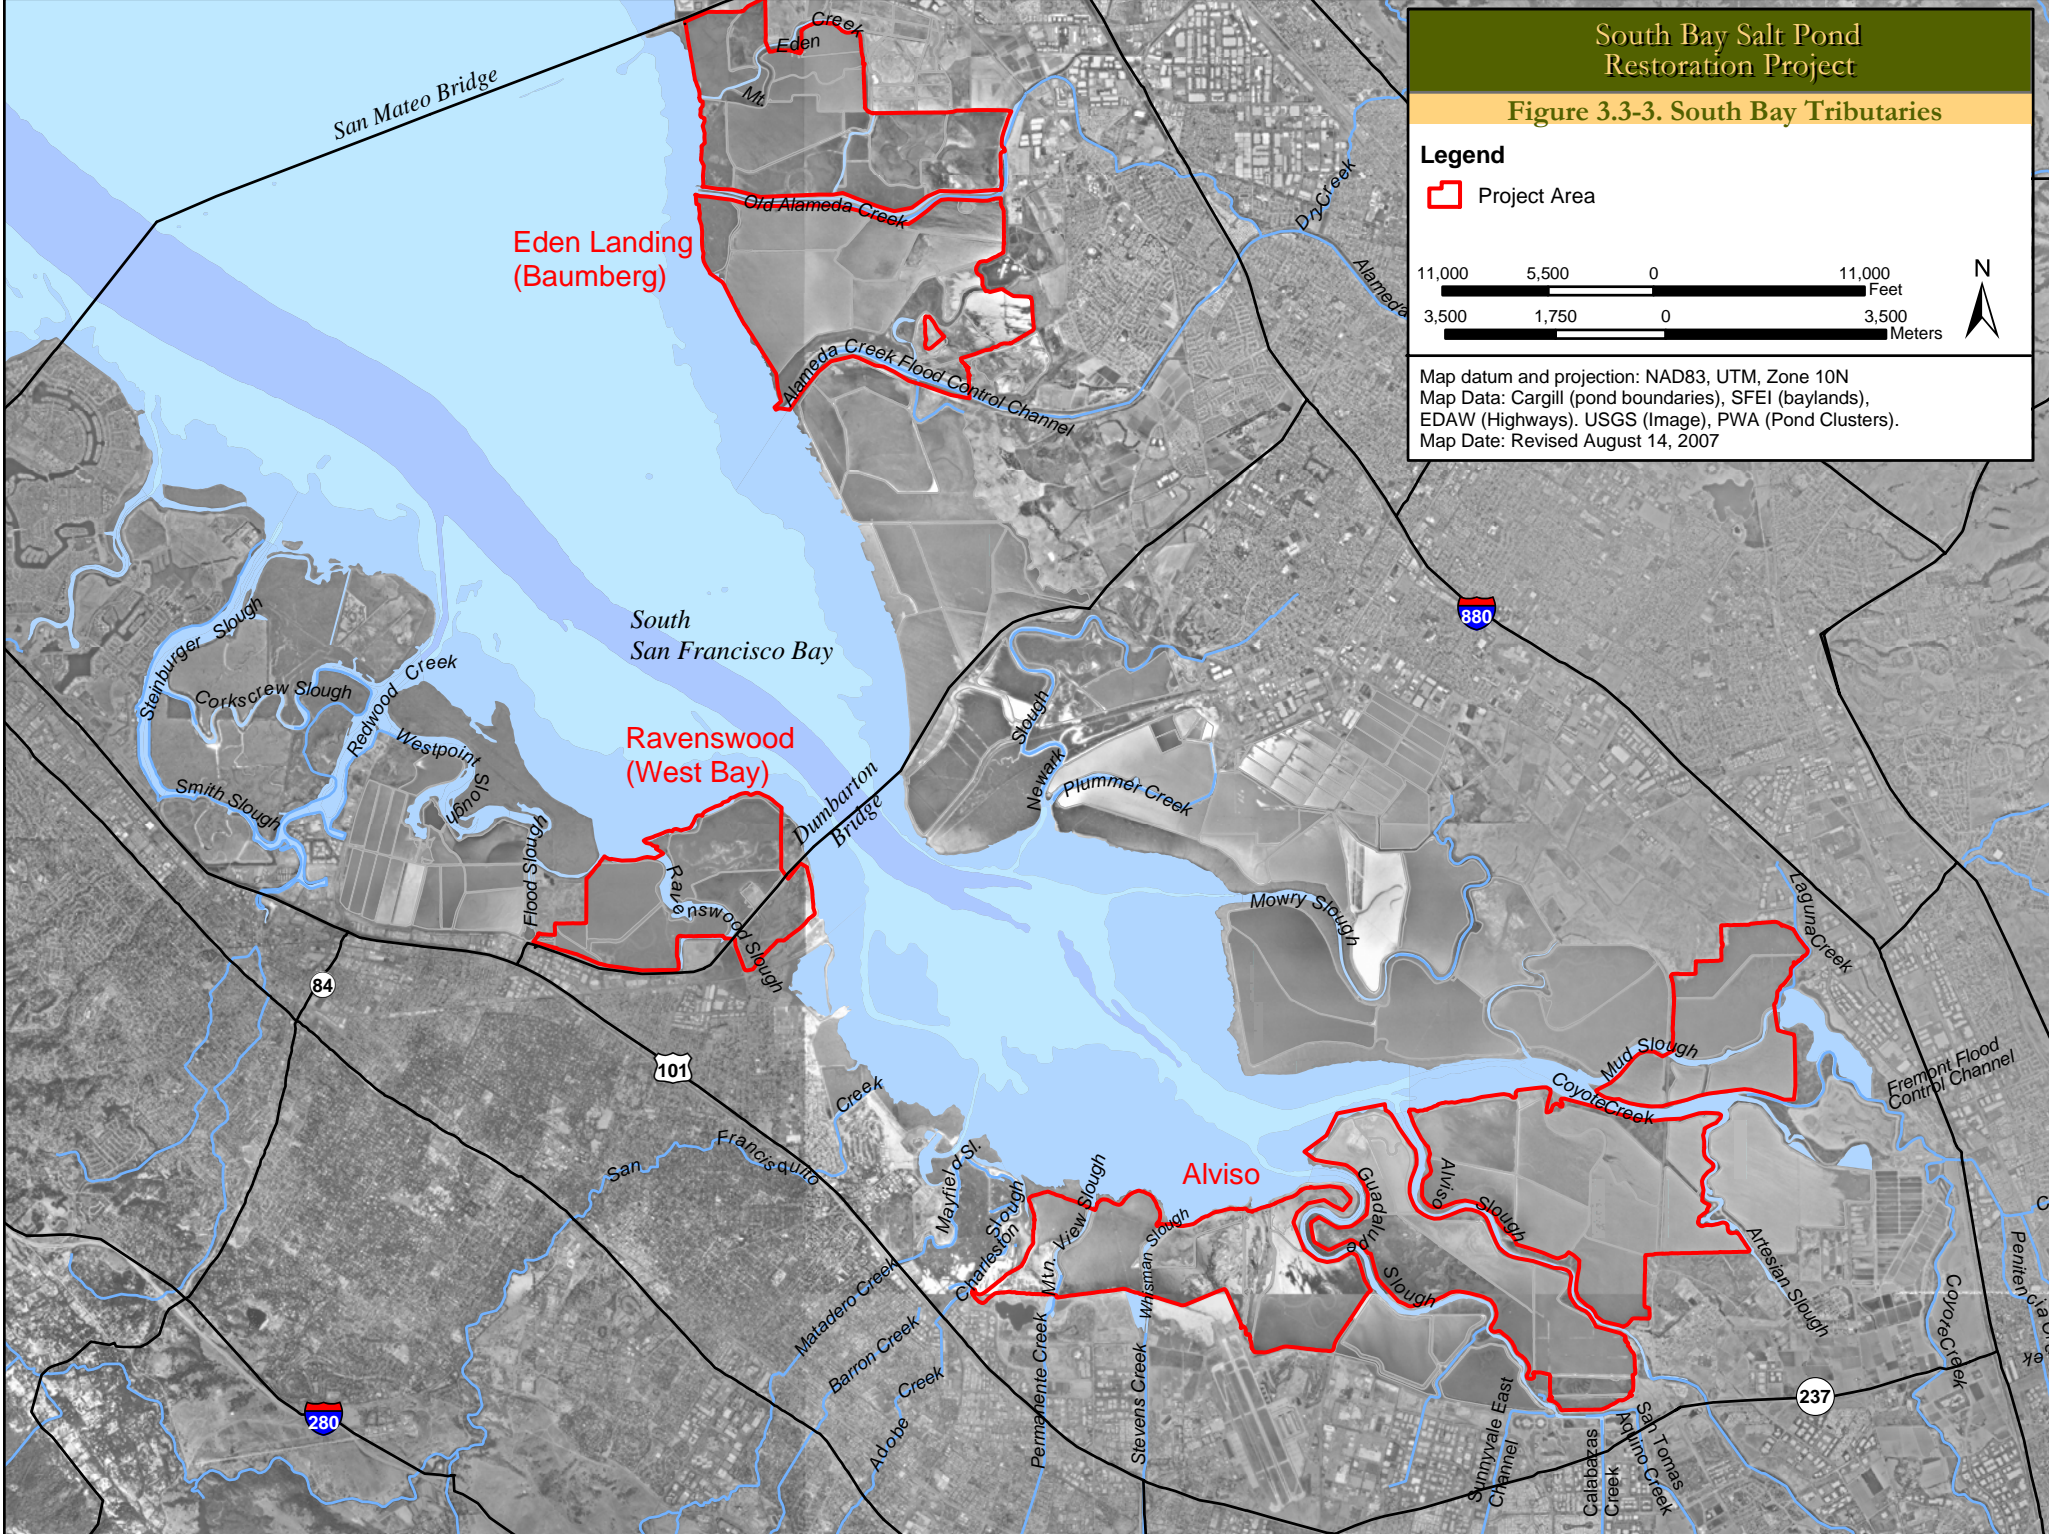 South Bay Salt Pond
Restoration Project
Figure 3.3-3. South Bay Tributaries
Legend
Project Area
11,000 5,500 0 11,000
Feet
3,500 1,750 0 3,500
Meters
N
Map datum and projection: NAD83, UTM, Zone 10N
Map Data: Cargill (pond boundaries), SFEI (baylands),
EDAW (Highways). USGS (Image), PWA (Pond Clusters).
Map Date: Revised August 14, 2007
San Mateo Bridge
Mt. Eden Creek
Old Alameda Creek
Eden Landing
(Baumberg)
Alameda Creek Flood Control Channel
Dry Creek
Alameda
South
San Francisco Bay
880
Steinburger Slough
Corkscrew Slough
Redwood Creek
Westpoint Slough
Smith Slough
Flood Slough
Ravenswood
(West Bay)
Ravenswood Slough
Dumbarton
Bridge
Newark Slough
Plummer Creek
Mowry Slough
Laguna Creek
Mud Slough
Coyote Creek
Fremont Flood
Control Channel
84
101
San Francisquito Creek
Mayfield Sl.
Charleston Slough
Mtn. View Slough
Whisman Slough
Alviso
Guadalupe Slough
Alviso Slough
Artesian Slough
Coyote Creek
Matadero Creek
Barron Creek
Adobe Creek
Permanente Creek
Stevens Creek
Sunnyvale East
Channel
Calabazas
Creek
San Tomas
Aquino Creek
237
280